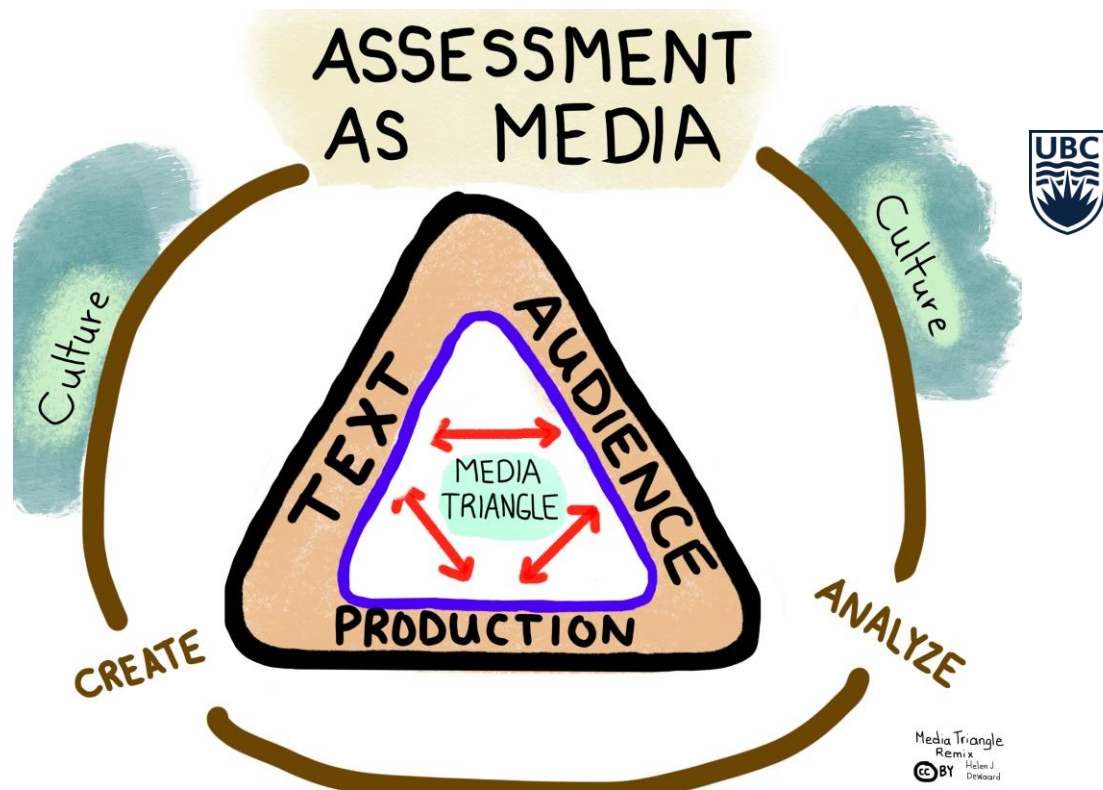 ASSESSMENT
AS MEDIA
UBC
Culture
Culture
TEXT
AUDIENCE
MEDIA
TRIANGLE
PRODUCTION
CREATE
ANALYZE
Media Triangle
Remix
cc BY Helen J.
DeWaard